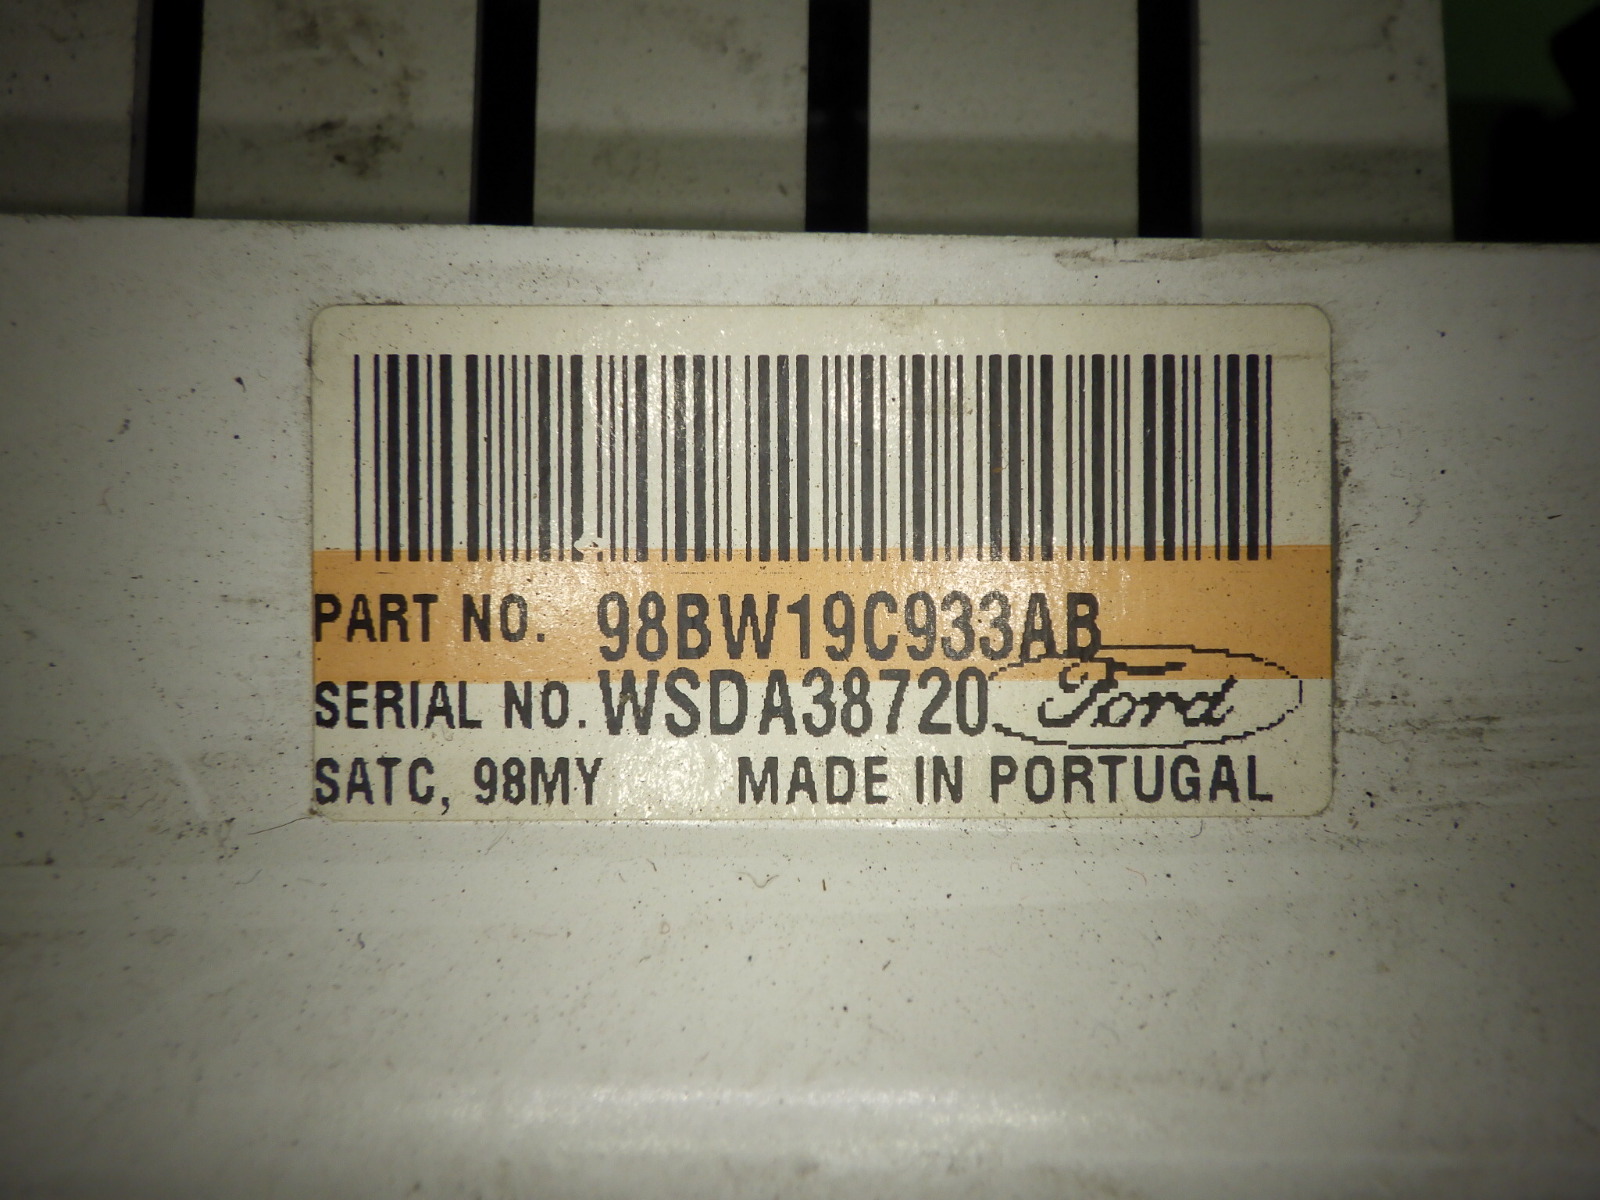 PART NO. 98BW19C933AB
SERIAL NO. WSDA38720 Ford
SATC, 98MY MADE IN PORTUGAL